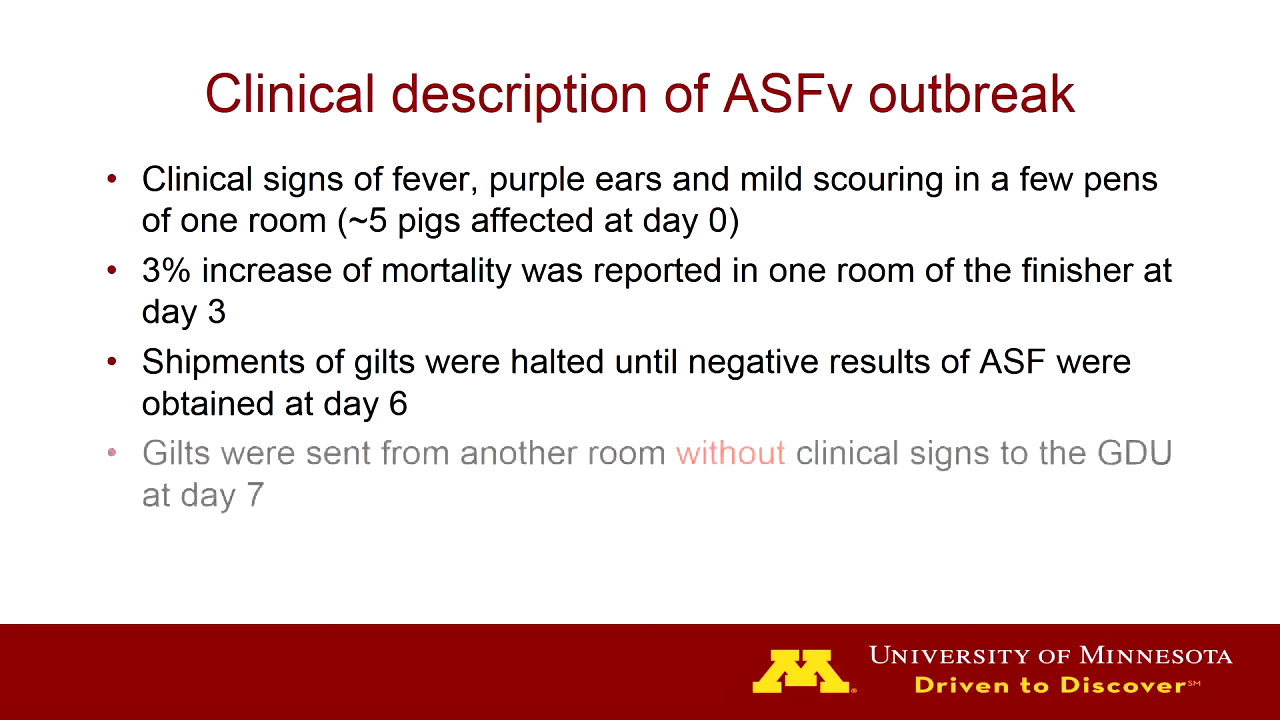 Clinical description of ASFv outbreak
• Clinical signs of fever, purple ears and mild scouring in a few pens
of one room (~5 pigs affected at day 0)
• 3% increase of mortality was reported in one room of the finisher at
day 3
• Shipments of gilts were halted until negative results of ASF were
obtained at day 6
• Gilts were sent from another room without clinical signs to the GDU
at day 7
M
UNIVERSITY OF MINNESOTA
Driven to Discover℠